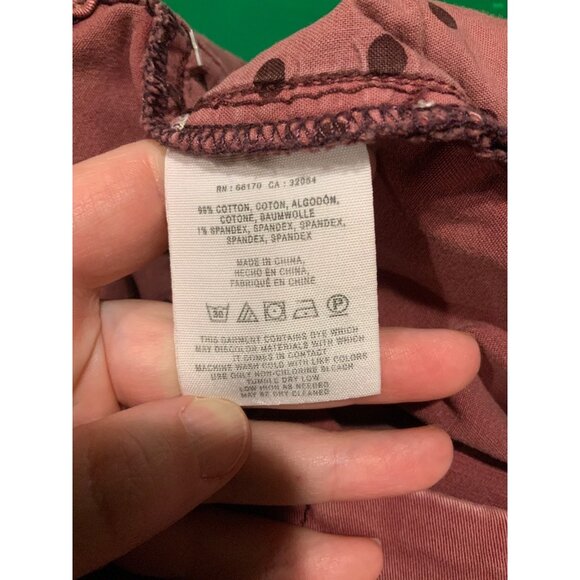 RN : 66170 CA : 32054
99% COTTON, COTON, ALGODÓN,
COTONE, BAUMWOLLE
1% SPANDEX, SPANDEX, SPANDEX,
SPANDEX, SPANDEX
MADE IN CHINA,
HECHO EN CHINA,
FABRIQUÉ EN CHINE
30 P
THIS GARMENT CONTAINS DYE WHICH
MAY DISCOLOR MATERIALS WHICH
IT COMES IN CONTACT
MACHINE WASH COLD WITH LIKE COLORS
USE ONLY NON-CHLORINE BLEACH
TUMBLE DRY LOW
LOW IRON AS NEEDED
MAY BE DRY CLEANED